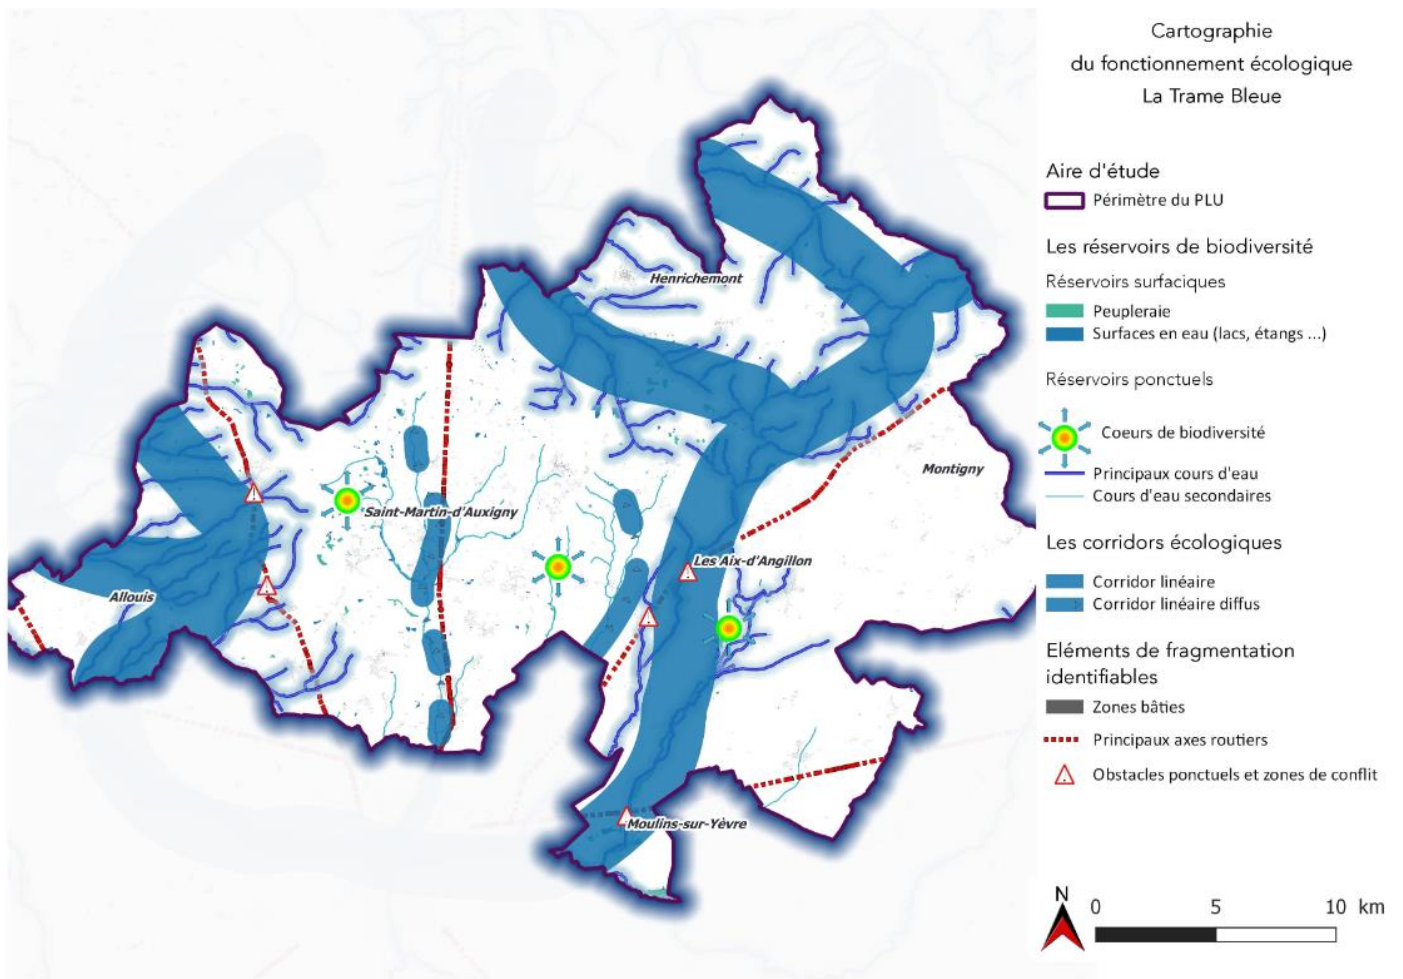 Cartographie
du fonctionnement écologique
La Trame Bleue
Aire d'étude
Périmètre du PLU
Les réservoirs de biodiversité
Réservoirs surfaciques
Peupleraie
Surfaces en eau (lacs, étangs ...)
Réservoirs ponctuels
Coeurs de biodiversité
Principaux cours d'eau
Cours d'eau secondaires
Les corridors écologiques
Corridor linéaire
Corridor linéaire diffus
Eléments de fragmentation
identifiables
Zones bâties
Principaux axes routiers
Obstacles ponctuels et zones de conflit
N
0 5 10 km
Henrichemont
Montigny
Saint-Martin-d'Auxigny
Les Aix-d'Angillon
Allouis
Moulins-sur-Yèvre